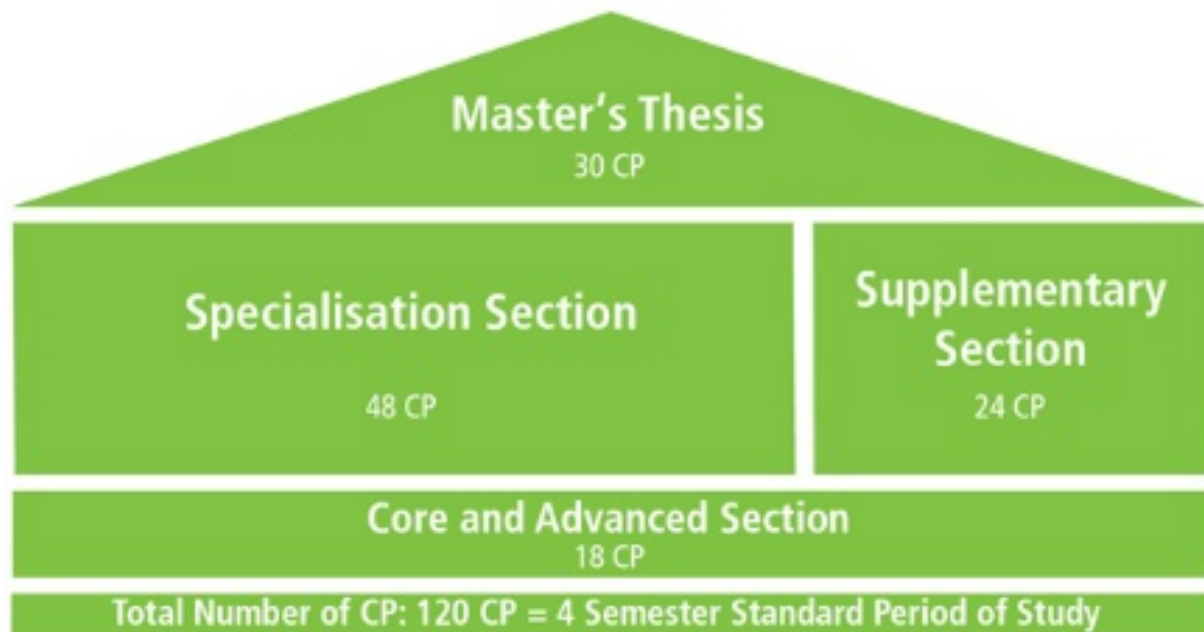 Master's Thesis
30 CP
Specialisation Section
48 CP
Supplementary
Section
24 CP
Core and Advanced Section
18 CP
Total Number of CP: 120 CP = 4 Semester Standard Period of Study